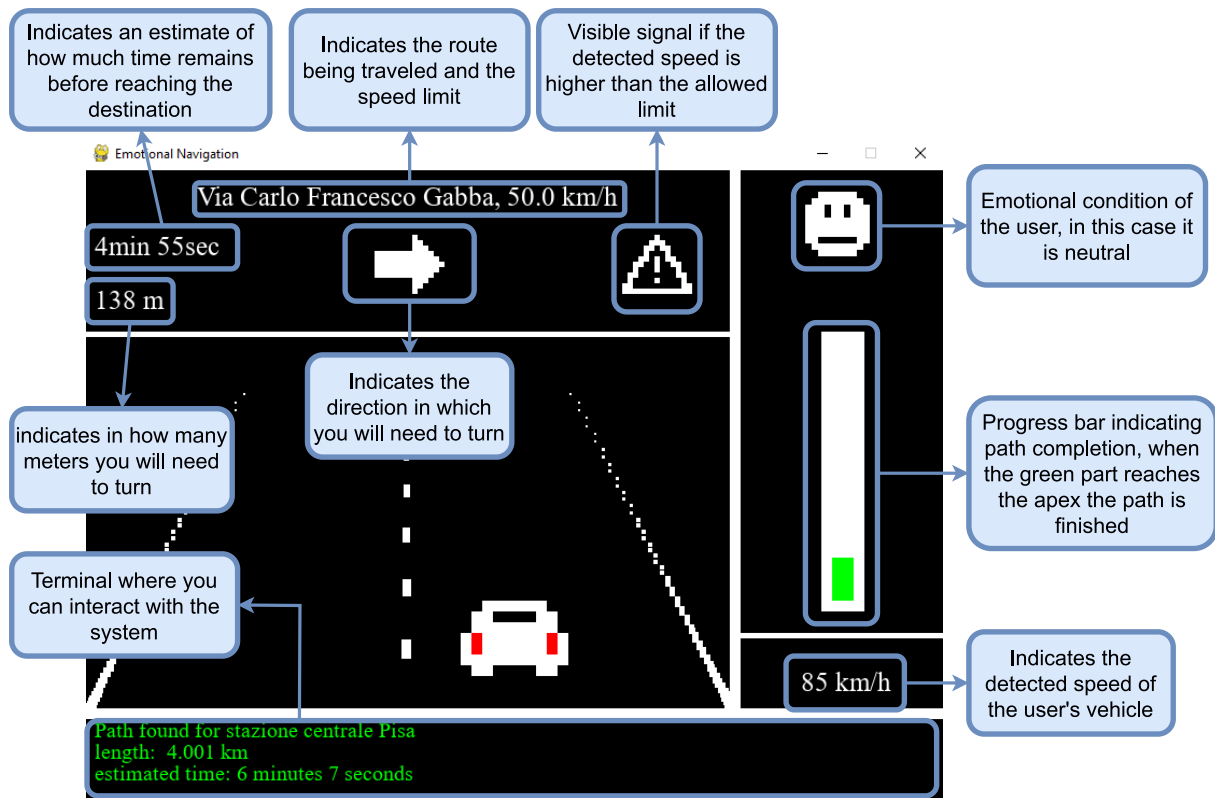 Indicates an estimate of
how much time remains
before reaching the
destination
Indicates the route
being traveled and the
speed limit
Visible signal if the
detected speed is
higher than the allowed
limit
Emotional Navigation
Via Carlo Francesco Gabba, 50.0 km/h
4min 55sec
138 m
Emotional condition of
the user, in this case it
is neutral
Indicates the
direction in which
you will need to turn
indicates in how many
meters you will need
to turn
Progress bar indicating
path completion, when
the green part reaches
the apex the path is
finished
Terminal where you
can interact with the
system
85 km/h
Indicates the
detected speed of
the user's vehicle
Path found for stazione centrale Pisa
length: 4.001 km
estimated time: 6 minutes 7 seconds